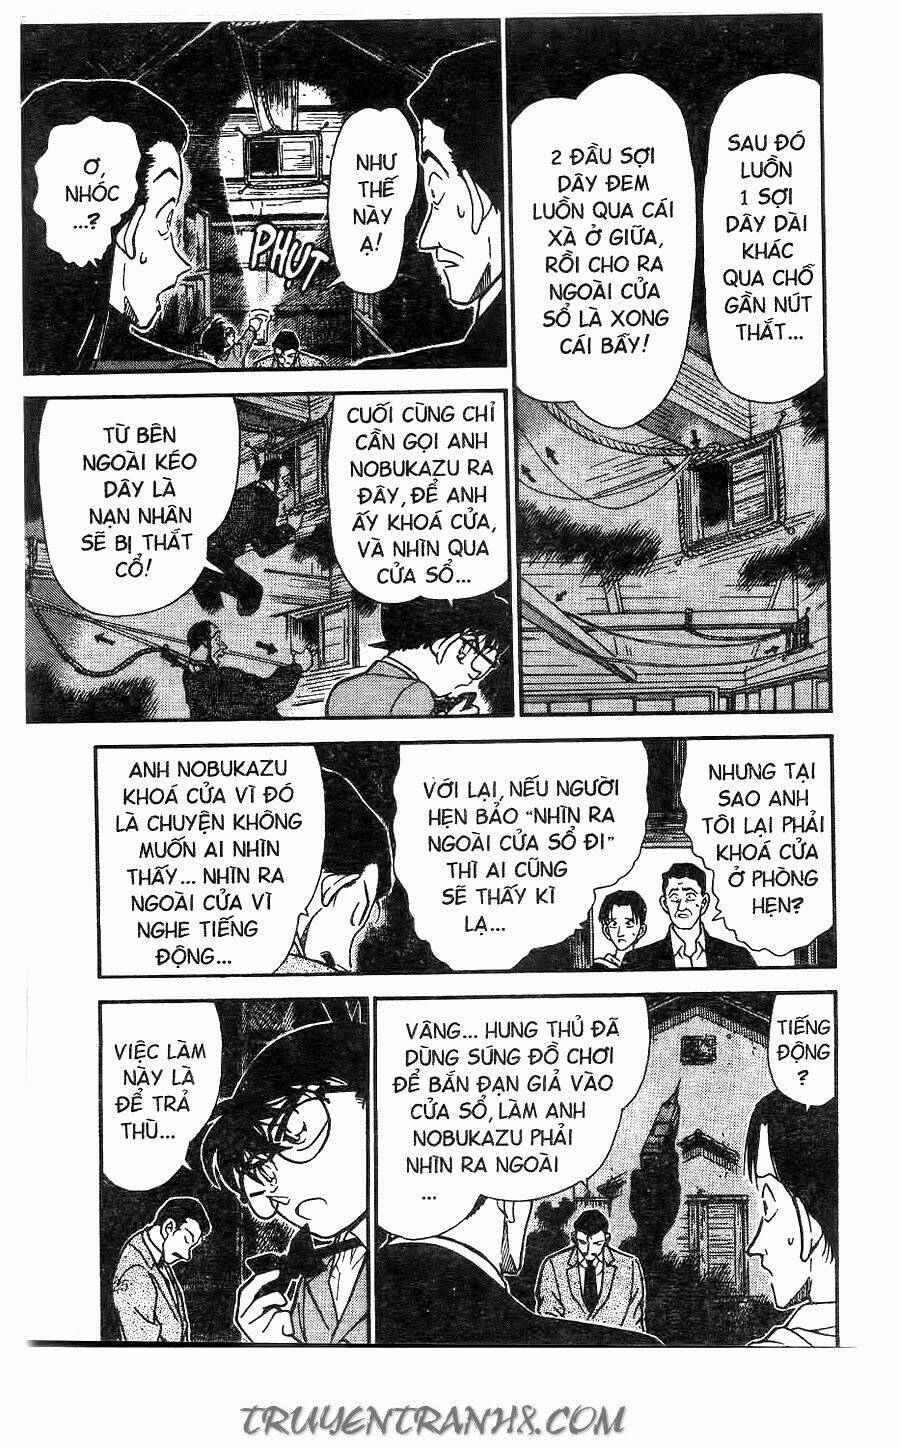 SAU ĐÓ
LUỒN
1 SỢI
DÂY DÀI
KHÁC
QUA CHỖ
GẦN NÚT
THẮT...
2 ĐẦU SỢI
DÂY ĐEM
LUỒN QUA CÁI
XÀ Ở GIỮA,
RỒI CHO RA
NGOÀI CỬA
SỔ LÀ XONG
CÁI BẪY!
NHƯ
THẾ
NÀY
Ạ!
PHỤT
Ơ,
NHÓC
...?
CUỐI CÙNG CHỈ
CẦN GỌI ANH
NOBUKAZU RA
ĐÂY, ĐỂ ANH
ẤY KHOÁ CỬA,
VÀ NHÌN QUA
CỬA SỔ...
TỪ BÊN
NGOÀI KÉO
DÂY LÀ
NẠN NHÂN
SẼ BỊ THẮT
CỔ!
NHƯNG TẠI
SAO ANH
TÔI LẠI PHẢI
KHOÁ CỬA
Ở PHÒNG
HẸN?
VỚI LẠI, NẾU NGƯỜI
HẸN BẢO "NHÌN RA
NGOÀI CỬA SỔ ĐI"
THÌ AI CŨNG
SẼ THẤY KÌ
LẠ...
ANH NOBUKAZU
KHOÁ CỬA VÌ ĐÓ
LÀ CHUYỆN KHÔNG
MUỐN AI NHÌN
THẤY... NHÌN RA
NGOÀI CỬA VÌ
NGHE TIẾNG
ĐỘNG...
TIẾNG
ĐỘNG
?
VÂNG... HUNG THỦ ĐÃ
DÙNG SÚNG ĐỒ CHƠI
ĐỂ BẮN ĐẠN GIẢ VÀO
CỬA SỔ, LÀM ANH
NOBUKAZU PHẢI
NHÌN RA NGOÀI
...
VIỆC LÀM
NÀY LÀ
ĐỂ TRẢ
THÙ...
TRUYENTRANH8.COM